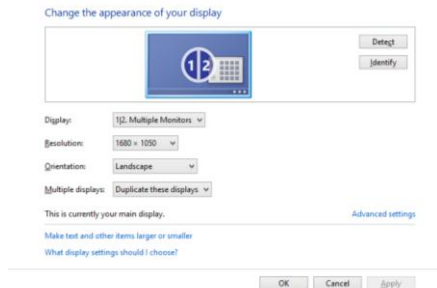 Change the appearance of your display
Detect
1|2
Identify
Display: 1|2. Multiple Monitors
Resolution: 1680 × 1050
Orientation: Landscape
Multiple displays: Duplicate these displays
This is currently your main display. Advanced settings
Make text and other items larger or smaller
What display settings should I choose?
OK Cancel Apply